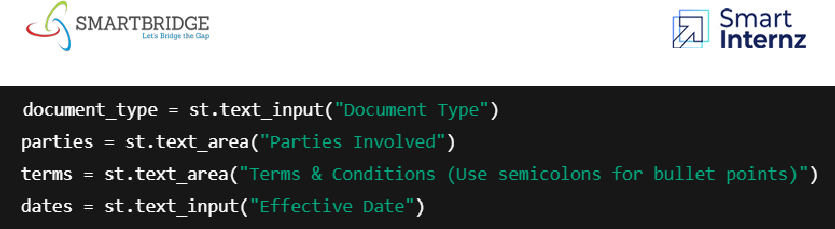 SMARTBRIDGE
Let's Bridge the Gap
Smart
Internz
document_type = st.text_input("Document Type")
parties = st.text_area("Parties Involved")
terms = st.text_area("Terms & Conditions (Use semicolons for bullet points)")
dates = st.text_input("Effective Date")